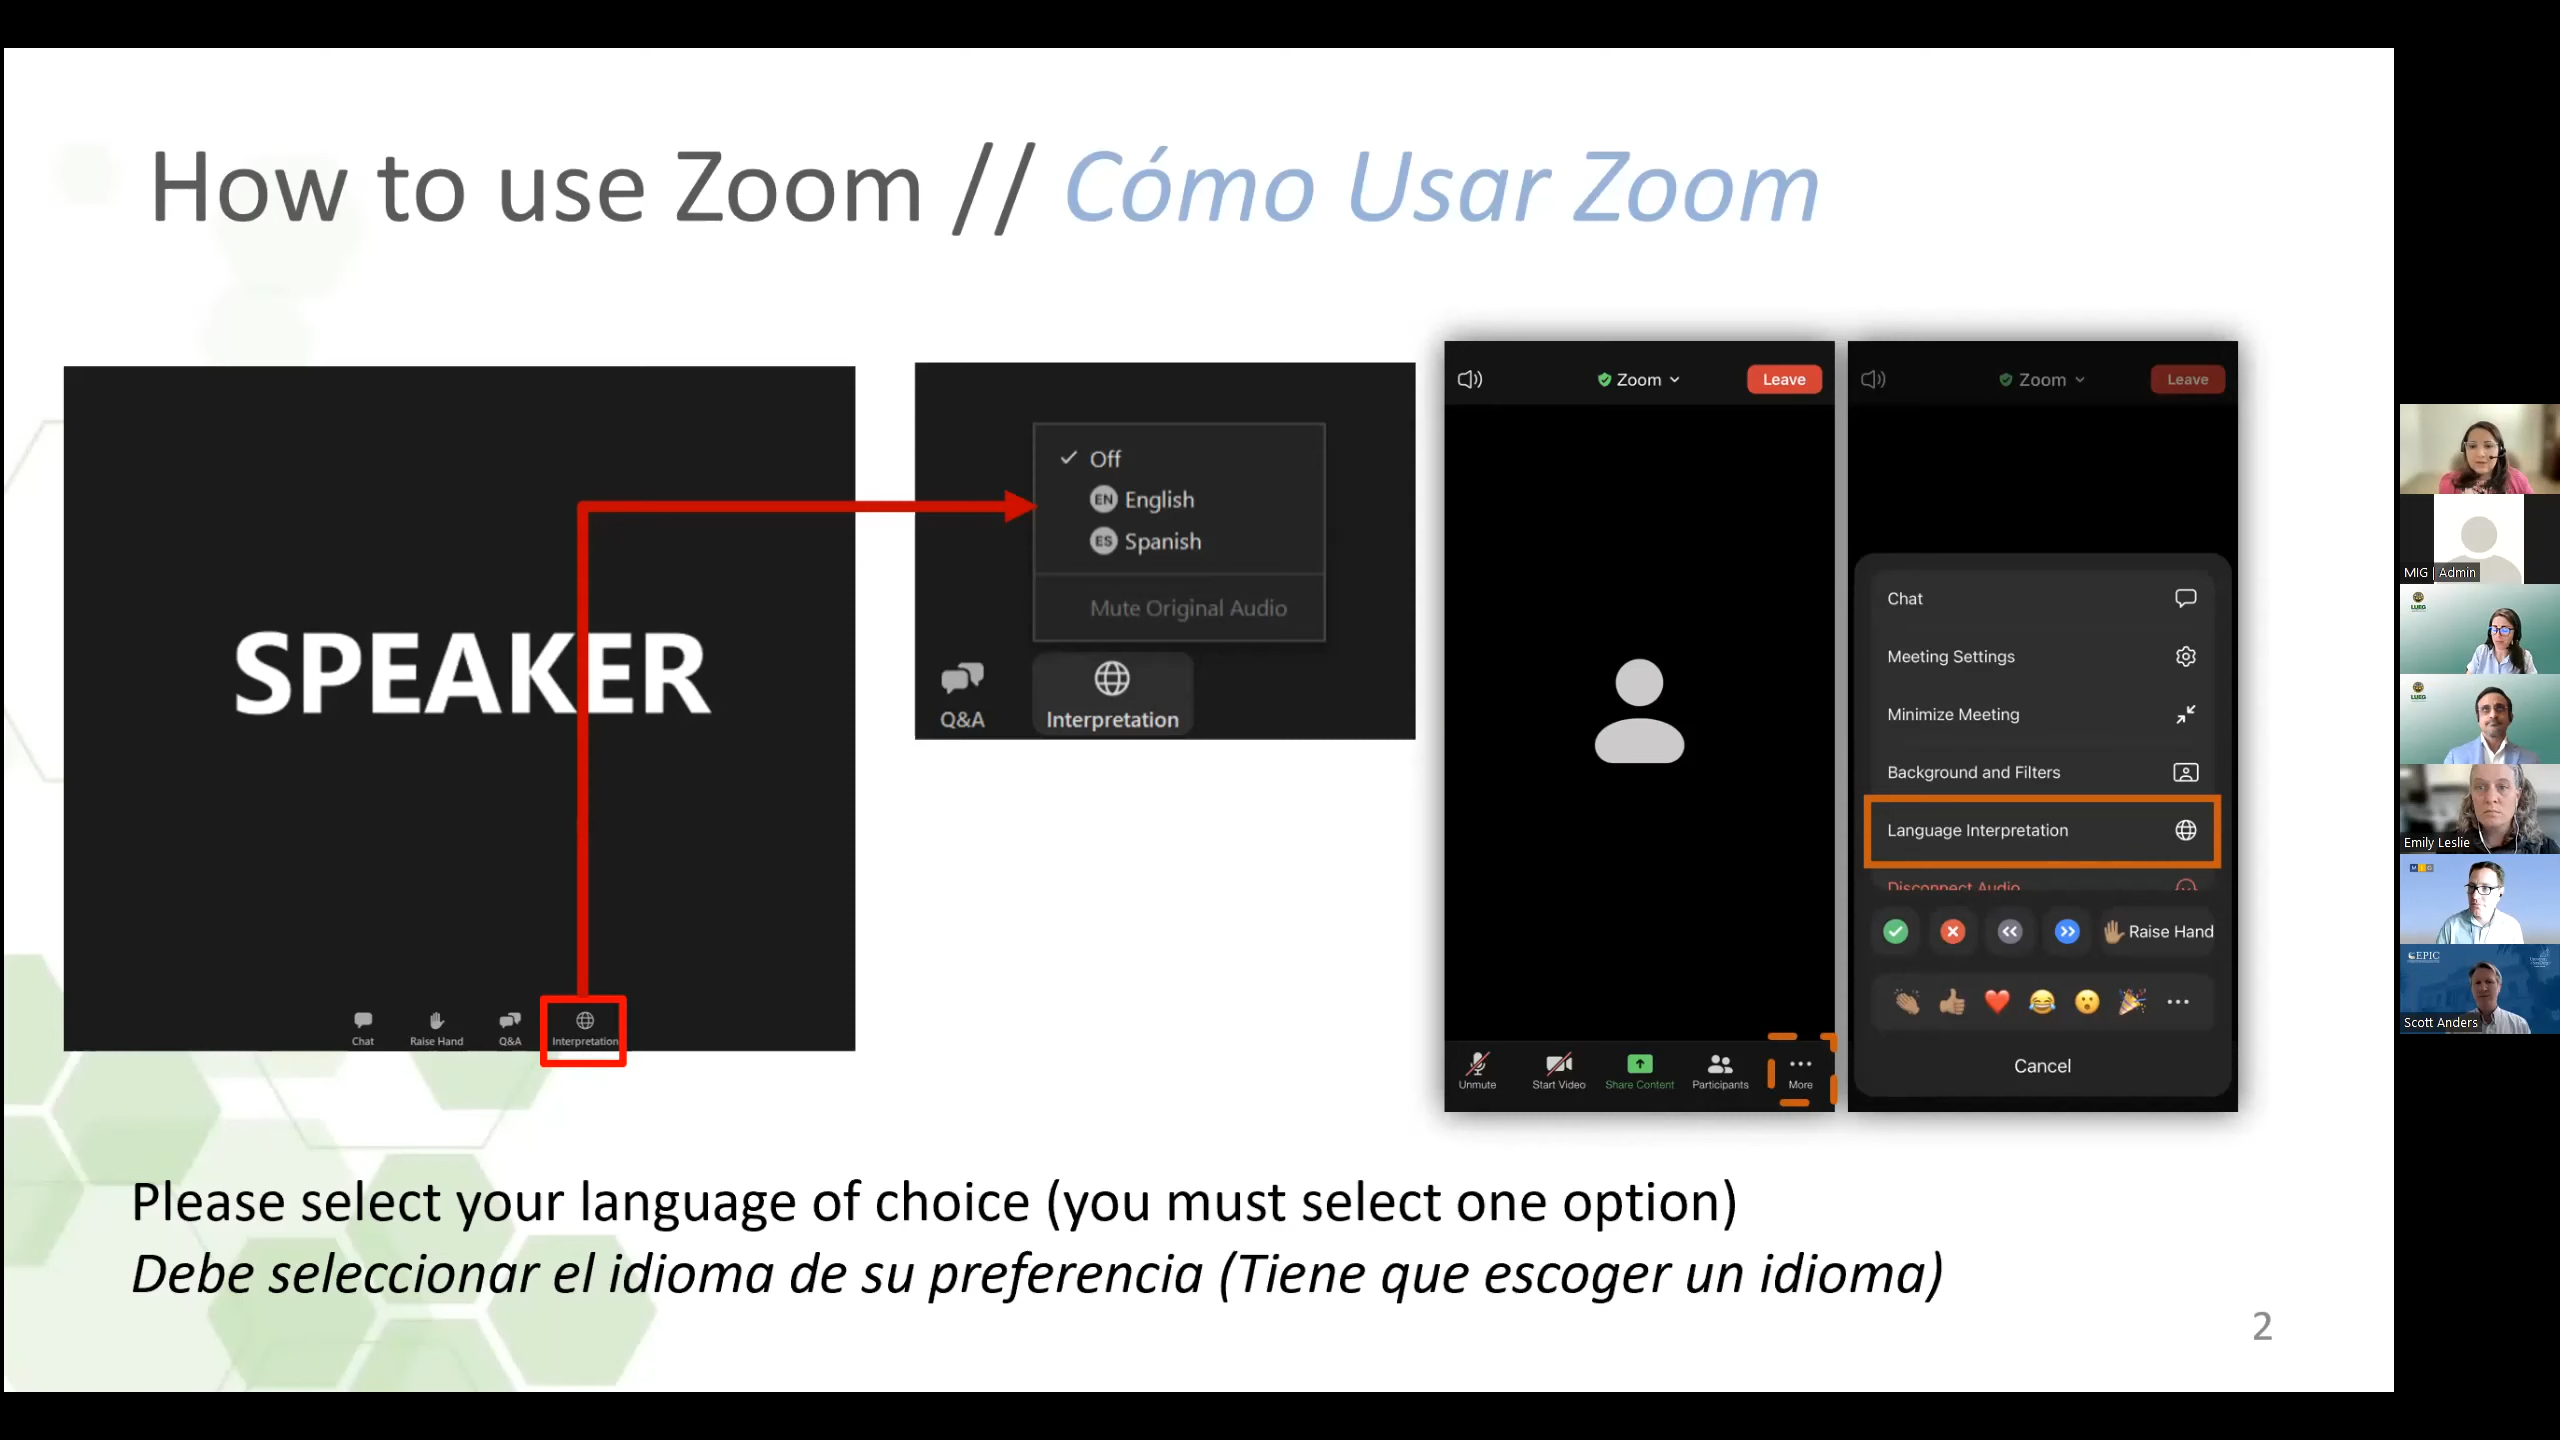 How to use Zoom // Cómo Usar Zoom
SPEAKER
Chat
Raise Hand
Q&A
Interpretation
Off
EN English
ES Spanish
Mute Original Audio
Q&A
Interpretation
Zoom
Leave
Unmute
Start Video
Share Content
Participants
More
Zoom
Leave
Chat
Meeting Settings
Minimize Meeting
Background and Filters
Language Interpretation
Disconnect Audio
Raise Hand
Cancel
Please select your language of choice (you must select one option)
Debe seleccionar el idioma de su preferencia (Tiene que escoger un idioma)
2
MIG | Admin
LUEG
LUEG
Emily Leslie
MIG
EPIC
Scott Anders